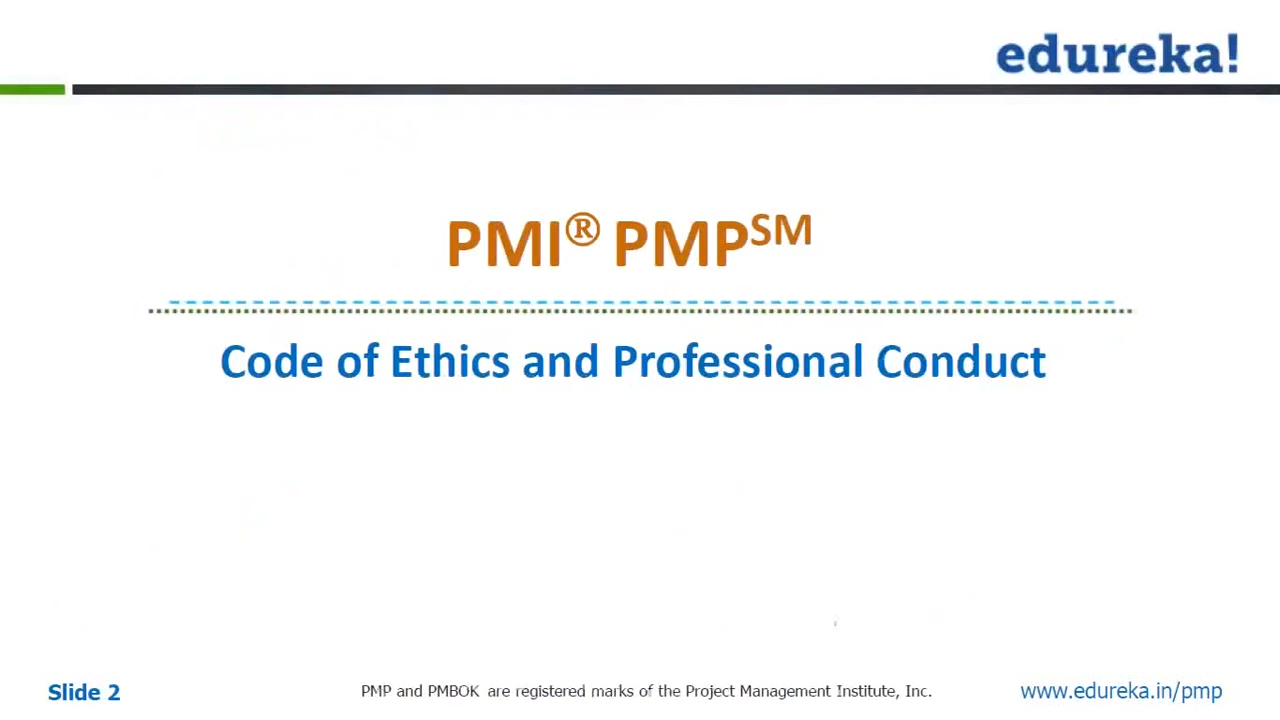 edureka!
PMI® PMP℠
Code of Ethics and Professional Conduct
Slide 2
PMP and PMBOK are registered marks of the Project Management Institute, Inc.
www.edureka.in/pmp